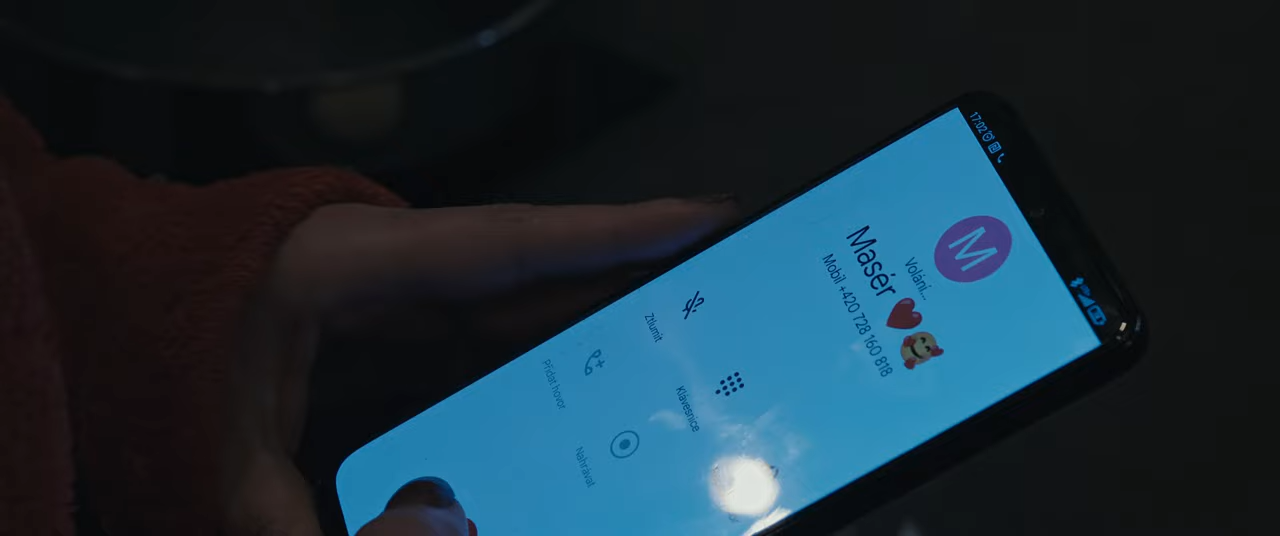 17:02
M
Volání...
Masér ❤️🥰
Mobil +420 728 160 818
Ztlumit
Klávesnice
Přidat hovor
Nahrávat